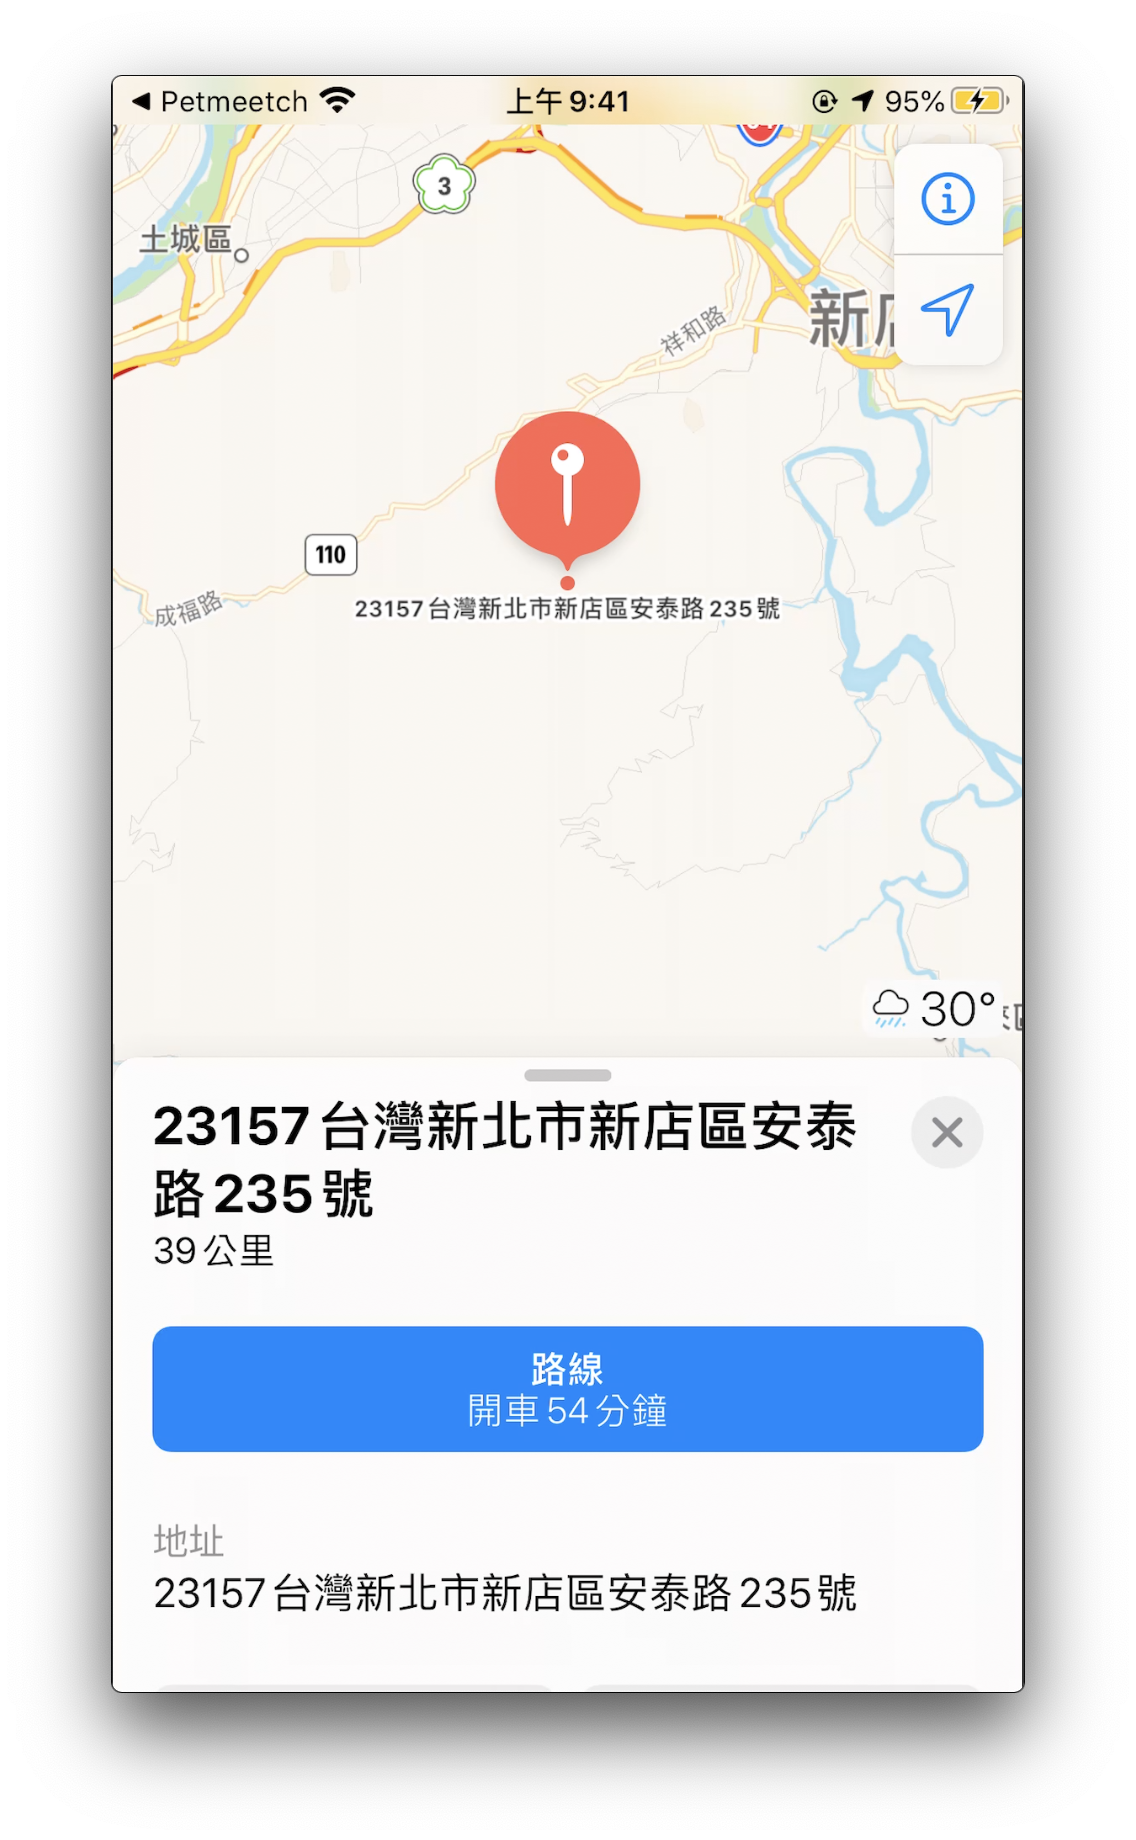 ◀ Petmeetch 上午 9:41 95%
3
土城區
祥和路
新店
110
成福路
23157台灣新北市新店區安泰路235號
30°
23157台灣新北市新店區安泰
路235號
39公里
路線
開車54分鐘
地址
23157台灣新北市新店區安泰路235號